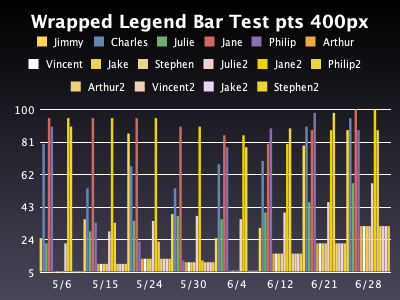 Wrapped Legend Bar Test pts 400px
Jimmy Charles Julie Jane Philip Arthur
Vincent Jake Stephen Julie2 Jane2 Philip2
Arthur2 Vincent2 Jake2 Stephen2
100
81
62
43
24
5
5/6 5/15 5/24 5/30 6/4 6/12 6/21 6/28